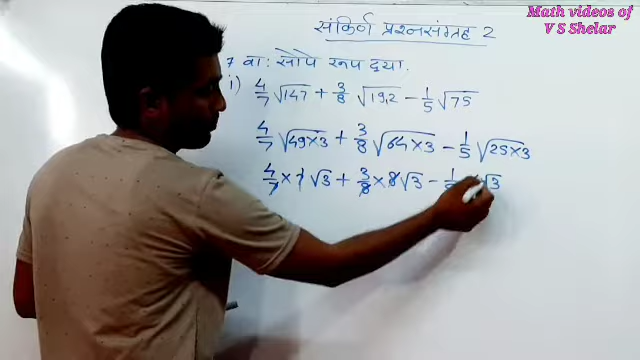 Math videos of
V S Shelar
संकिर्ण प्रश्नसंग्रह 2
7 वा: सोपे रूप द्या.
i) 4/7 √147 + 3/8 √192 - 1/5 √75
4/7 √49×3 + 3/8 √64×3 - 1/5 √25×3
4/7 × 7 √3 + 3/8 × 8 √3 - 1 √3